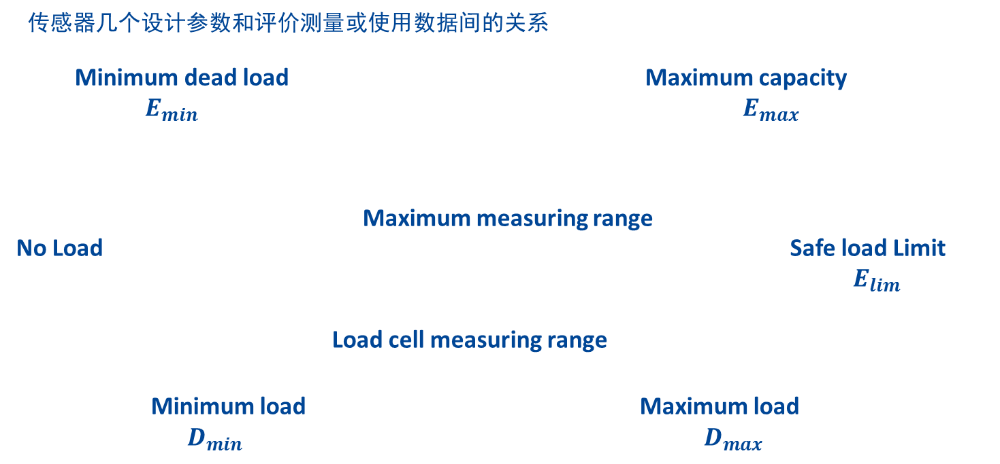 传感器几个设计参数和评价测量或使用数据间的关系
Minimum dead load
E_min
Maximum capacity
E_max
Maximum measuring range
No Load
Safe load Limit
E_lim
Load cell measuring range
Minimum load
D_min
Maximum load
D_max